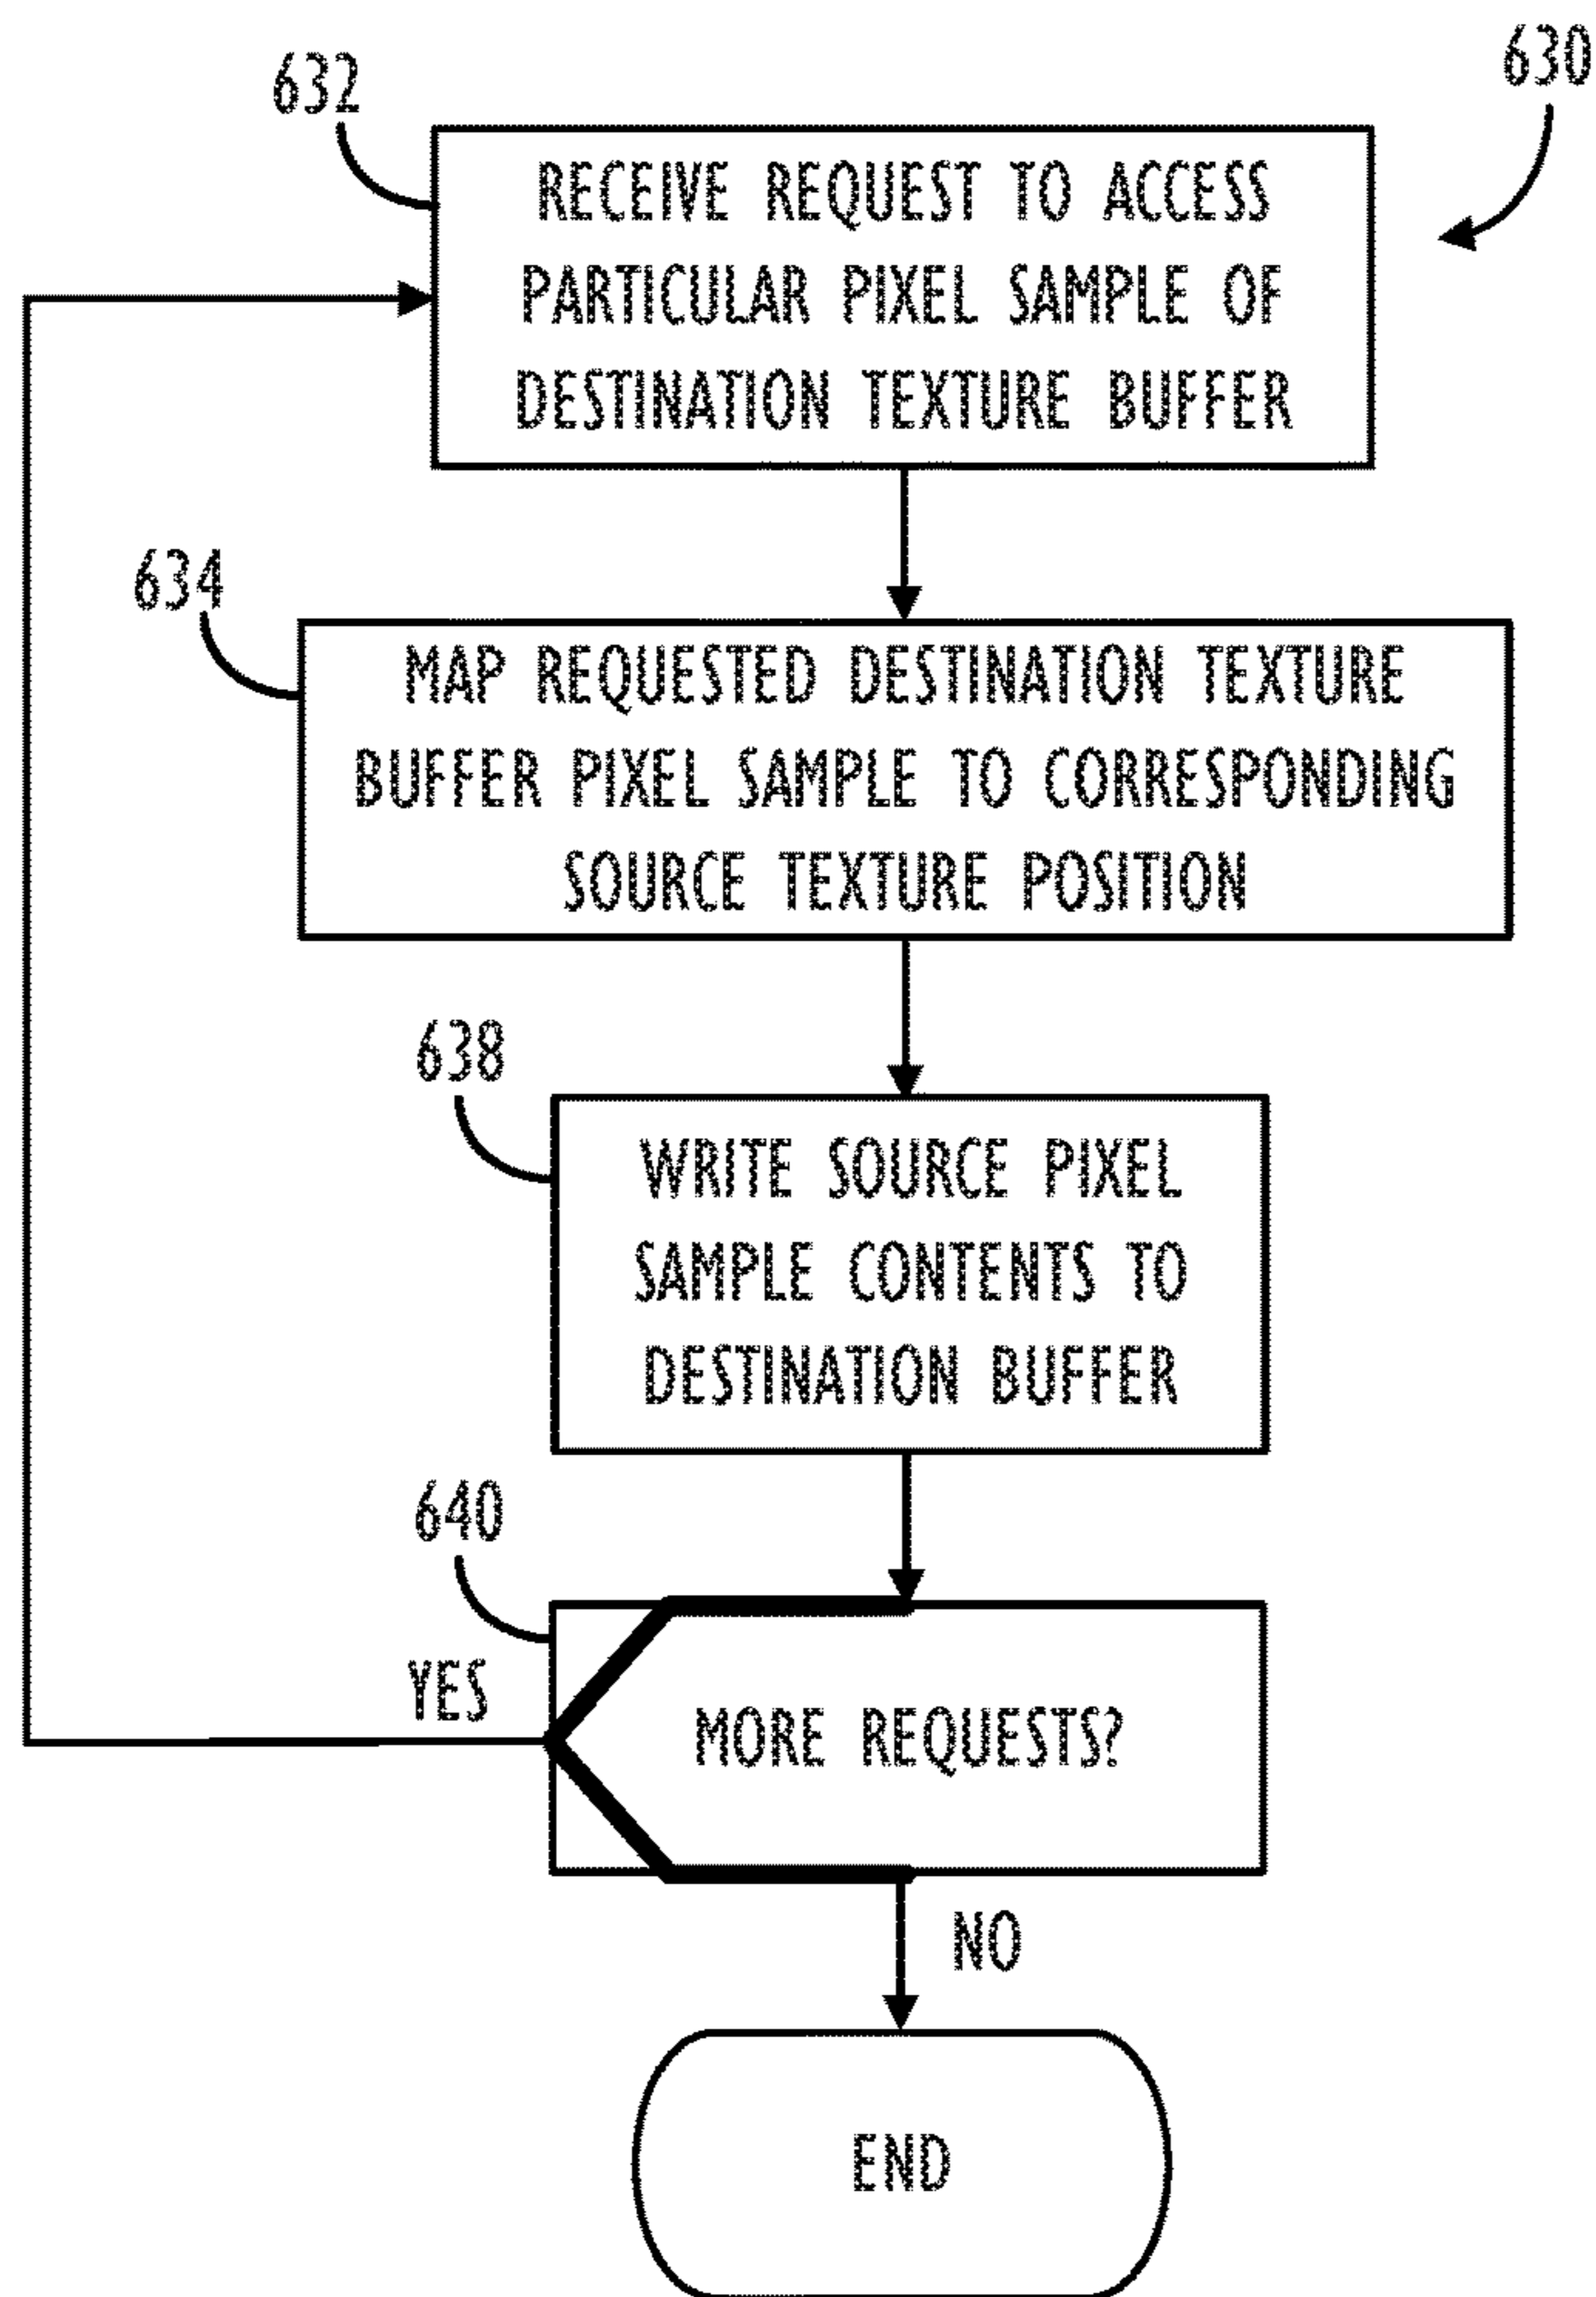 630
632
RECEIVE REQUEST TO ACCESS
PARTICULAR PIXEL SAMPLE OF
DESTINATION TEXTURE BUFFER
634
MAP REQUESTED DESTINATION TEXTURE
BUFFER PIXEL SAMPLE TO CORRESPONDING
SOURCE TEXTURE POSITION
638
WRITE SOURCE PIXEL
SAMPLE CONTENTS TO
DESTINATION BUFFER
640
YES
MORE REQUESTS?
NO
END